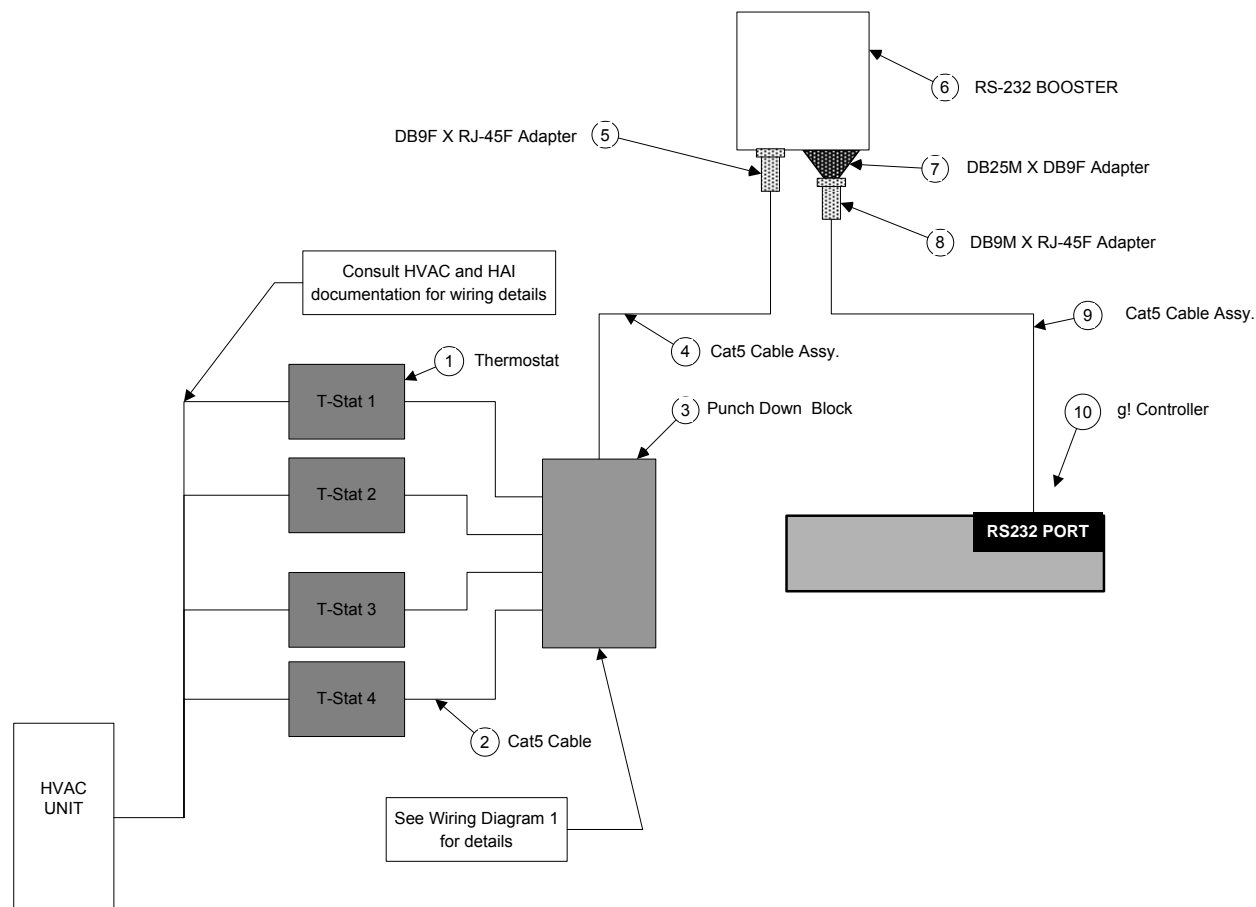 6 RS-232 BOOSTER
DB9F X RJ-45F Adapter 5
7 DB25M X DB9F Adapter
8 DB9M X RJ-45F Adapter
Consult HVAC and HAI
documentation for wiring details
9 Cat5 Cable Assy.
4 Cat5 Cable Assy.
1 Thermostat
T-Stat 1
3 Punch Down Block
10 g! Controller
T-Stat 2
RS232 PORT
T-Stat 3
T-Stat 4
2 Cat5 Cable
HVAC
UNIT
See Wiring Diagram 1
for details